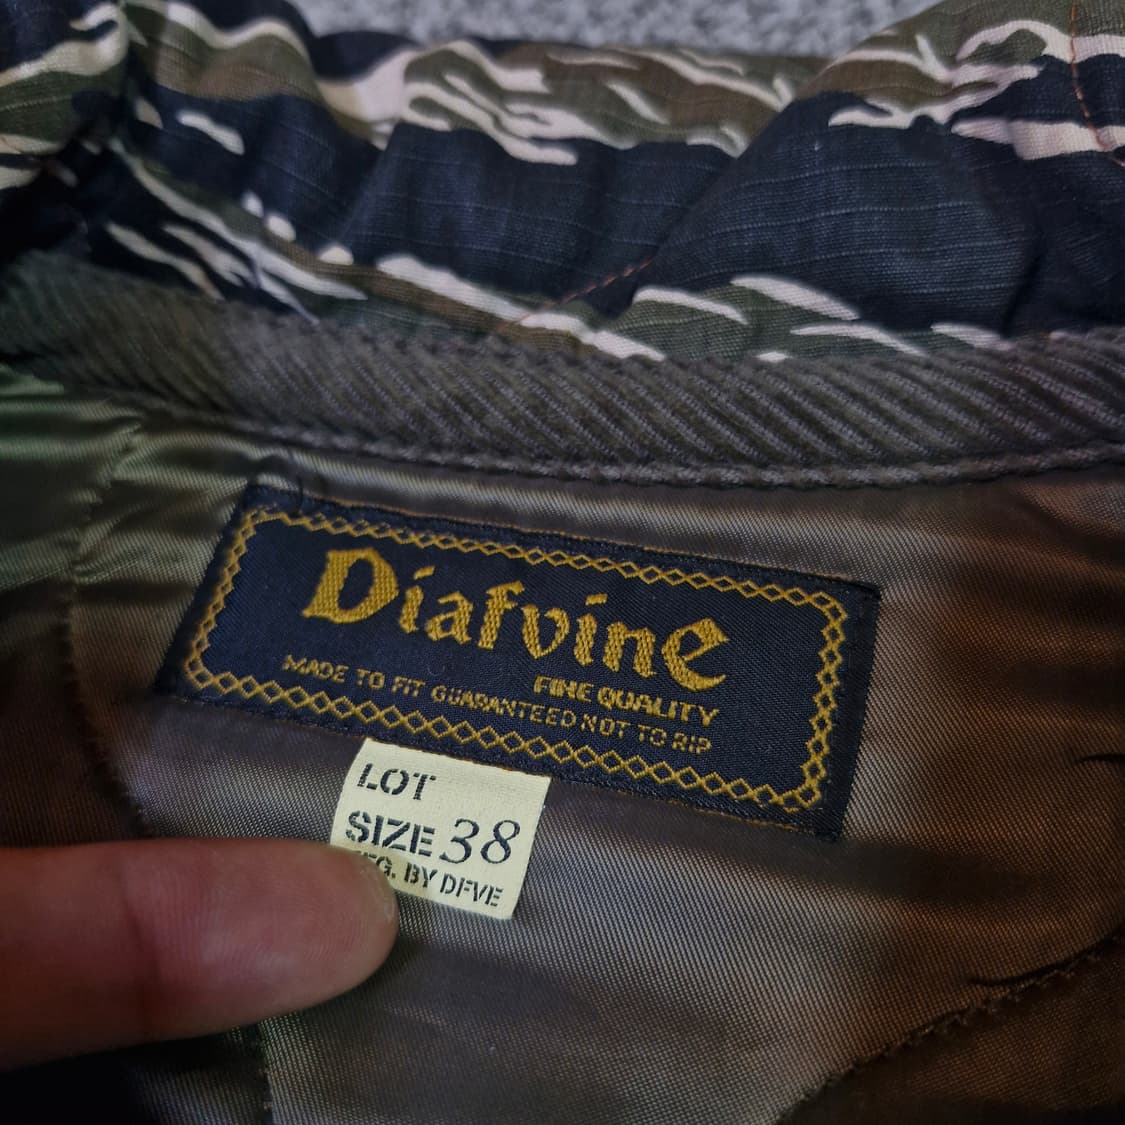 Diafvine
FINE QUALITY
MADE TO FIT GUARANTEED NOT TO RIP
LOT
SIZE 38
BY DFVE